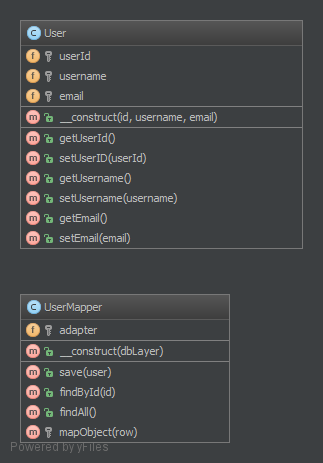 User
userId
username
email
__construct(id, username, email)
getUserId()
setUserID(userId)
getUsername()
setUsername(username)
getEmail()
setEmail(email)
UserMapper
adapter
__construct(dbLayer)
save(user)
findById(id)
findAll()
mapObject(row)
Powered by yFiles